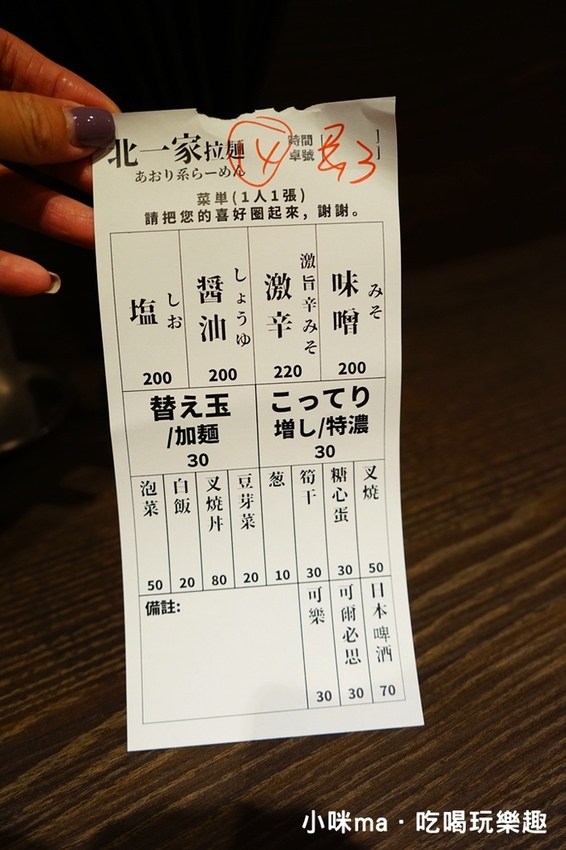 北一家拉麵
あおり系らーめん
時間
卓號
長3
菜単(1人1張)
請把您的喜好圈起來，謝謝。
味噌 みそ 200
激辛 激旨辛みそ 220
醬油 しょうゆ 200
塩 しお 200
替え玉
/加麵
30
こってり
増し/特濃
30
叉燒 50
糖心蛋 30
筍干 30
葱 10
豆芽菜 20
叉燒丼 80
白飯 20
泡菜 50
日本啤酒 70
可爾必思 30
可樂 30
備註:
小咪ma·吃喝玩樂趣